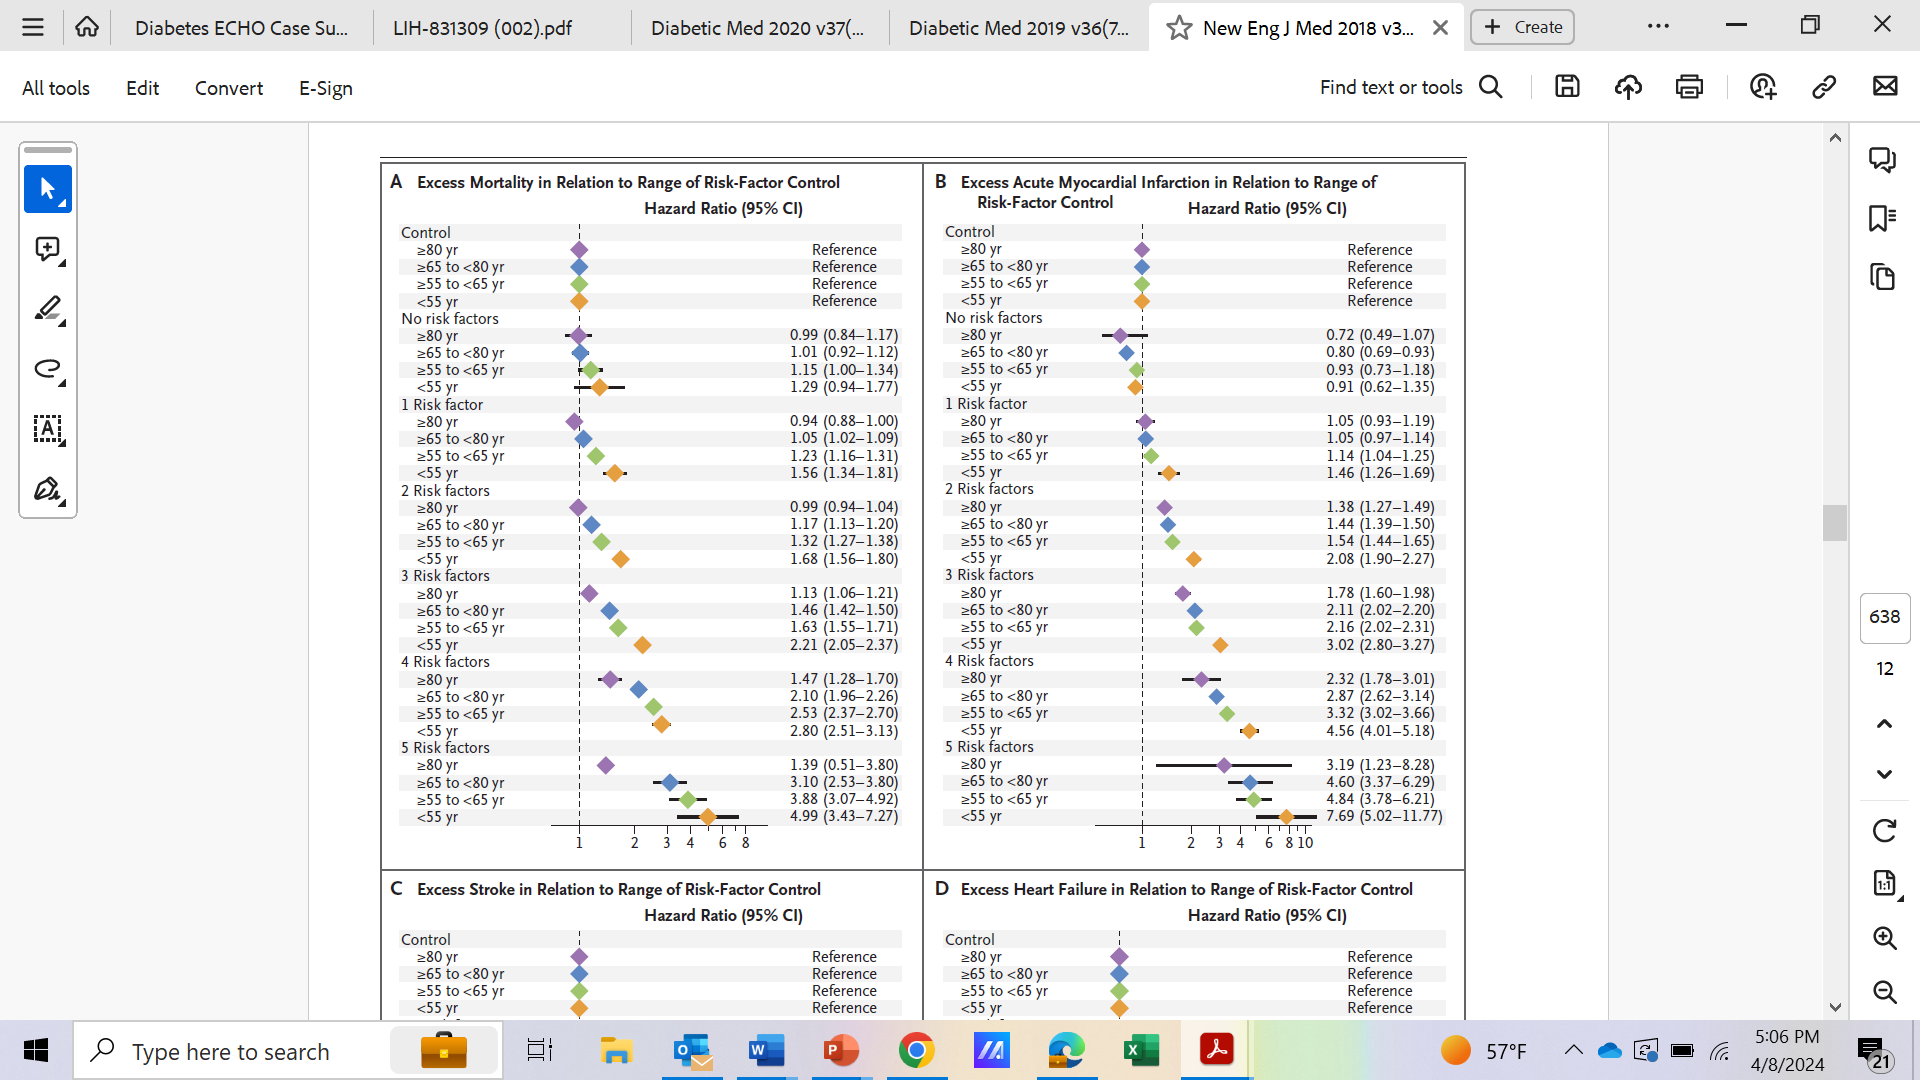 Diabetes ECHO Case Su...
LIH-831309 (002).pdf
Diabetic Med 2020 v37(...
Diabetic Med 2019 v36(7...
New Eng J Med 2018 v3...
Create
All tools
Edit
Convert
E-Sign
Find text or tools
A Excess Mortality in Relation to Range of Risk-Factor Control
Hazard Ratio (95% CI)
Control
≥80 yr Reference
≥65 to <80 yr Reference
≥55 to <65 yr Reference
<55 yr Reference
No risk factors
≥80 yr 0.99 (0.84–1.17)
≥65 to <80 yr 1.01 (0.92–1.12)
≥55 to <65 yr 1.15 (1.00–1.34)
<55 yr 1.29 (0.94–1.77)
1 Risk factor
≥80 yr 0.94 (0.88–1.00)
≥65 to <80 yr 1.05 (1.02–1.09)
≥55 to <65 yr 1.23 (1.16–1.31)
<55 yr 1.56 (1.34–1.81)
2 Risk factors
≥80 yr 0.99 (0.94–1.04)
≥65 to <80 yr 1.17 (1.13–1.20)
≥55 to <65 yr 1.32 (1.27–1.38)
<55 yr 1.68 (1.56–1.80)
3 Risk factors
≥80 yr 1.13 (1.06–1.21)
≥65 to <80 yr 1.46 (1.42–1.50)
≥55 to <65 yr 1.63 (1.55–1.71)
<55 yr 2.21 (2.05–2.37)
4 Risk factors
≥80 yr 1.47 (1.28–1.70)
≥65 to <80 yr 2.10 (1.96–2.26)
≥55 to <65 yr 2.53 (2.37–2.70)
<55 yr 2.80 (2.51–3.13)
5 Risk factors
≥80 yr 1.39 (0.51–3.80)
≥65 to <80 yr 3.10 (2.53–3.80)
≥55 to <65 yr 3.88 (3.07–4.92)
<55 yr 4.99 (3.43–7.27)
1 2 3 4 6 8
B Excess Acute Myocardial Infarction in Relation to Range of
Risk-Factor Control
Hazard Ratio (95% CI)
Control
≥80 yr Reference
≥65 to <80 yr Reference
≥55 to <65 yr Reference
<55 yr Reference
No risk factors
≥80 yr 0.72 (0.49–1.07)
≥65 to <80 yr 0.80 (0.69–0.93)
≥55 to <65 yr 0.93 (0.73–1.18)
<55 yr 0.91 (0.62–1.35)
1 Risk factor
≥80 yr 1.05 (0.93–1.19)
≥65 to <80 yr 1.05 (0.97–1.14)
≥55 to <65 yr 1.14 (1.04–1.25)
<55 yr 1.46 (1.26–1.69)
2 Risk factors
≥80 yr 1.38 (1.27–1.49)
≥65 to <80 yr 1.44 (1.39–1.50)
≥55 to <65 yr 1.54 (1.44–1.65)
<55 yr 2.08 (1.90–2.27)
3 Risk factors
≥80 yr 1.78 (1.60–1.98)
≥65 to <80 yr 2.11 (2.02–2.20)
≥55 to <65 yr 2.16 (2.02–2.31)
<55 yr 3.02 (2.80–3.27)
4 Risk factors
≥80 yr 2.32 (1.78–3.01)
≥65 to <80 yr 2.87 (2.62–3.14)
≥55 to <65 yr 3.32 (3.02–3.66)
<55 yr 4.56 (4.01–5.18)
5 Risk factors
≥80 yr 3.19 (1.23–8.28)
≥65 to <80 yr 4.60 (3.37–6.29)
≥55 to <65 yr 4.84 (3.78–6.21)
<55 yr 7.69 (5.02–11.77)
1 2 3 4 6 8 10
C Excess Stroke in Relation to Range of Risk-Factor Control
Hazard Ratio (95% CI)
Control
≥80 yr Reference
≥65 to <80 yr Reference
≥55 to <65 yr Reference
<55 yr Reference
D Excess Heart Failure in Relation to Range of Risk-Factor Control
Hazard Ratio (95% CI)
Control
≥80 yr Reference
≥65 to <80 yr Reference
≥55 to <65 yr Reference
<55 yr Reference
638
12
1:1
Type here to search
57°F
5:06 PM
4/8/2024
21